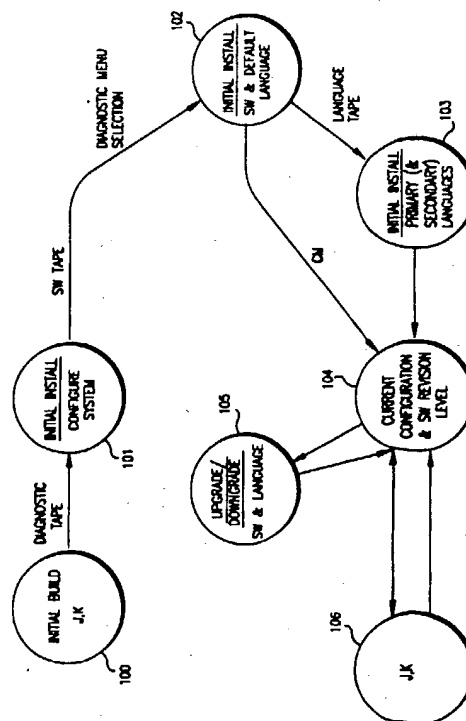 INITIAL BUILD
J,K
100
DIAGNOSTIC
TAPE
INITIAL INSTALL
CONFIGURE
SYSTEM
101
SW TAPE
DIAGNOSTIC MENU
SELECTION
102
INITIAL INSTALL
SW & DEFAULT
LANGUAGE
LANGUAGE
TAPE
CM
103
INITIAL INSTALL
PRIMARY (&
SECONDARY)
LANGUAGES
104
CURRENT
CONFIGURATION
& SW REVISION
LEVEL
105
UPGRADE/
DOWNGRADE
SW & LANGUAGE
106
J,K